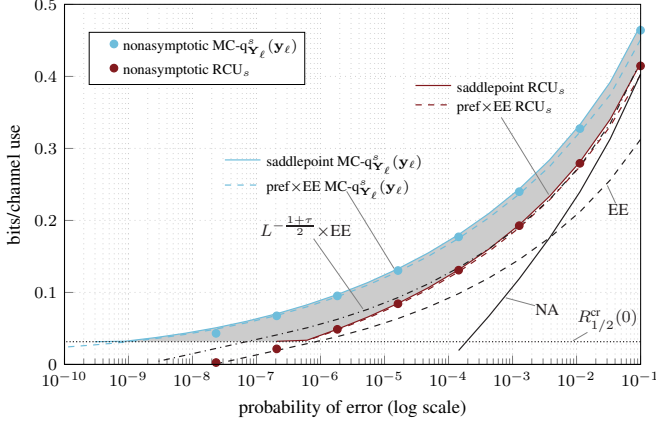 0.5
nonasymptotic MC-q^s_{Y_ℓ}(y_ℓ)
nonasymptotic RCU_s
0.4
saddlepoint RCU_s
pref×EE RCU_s
0.3
bits/channel use
saddlepoint MC-q^s_{Y_ℓ}(y_ℓ)
pref×EE MC-q^s_{Y_ℓ}(y_ℓ)
L^{-\frac{1+τ}{2}}×EE
EE
0.2
0.1
NA
R^{cr}_{1/2}(0)
0
10^{−10} 10^{−9} 10^{−8} 10^{−7} 10^{−6} 10^{−5} 10^{−4} 10^{−3} 10^{−2} 10^{−1}
probability of error (log scale)